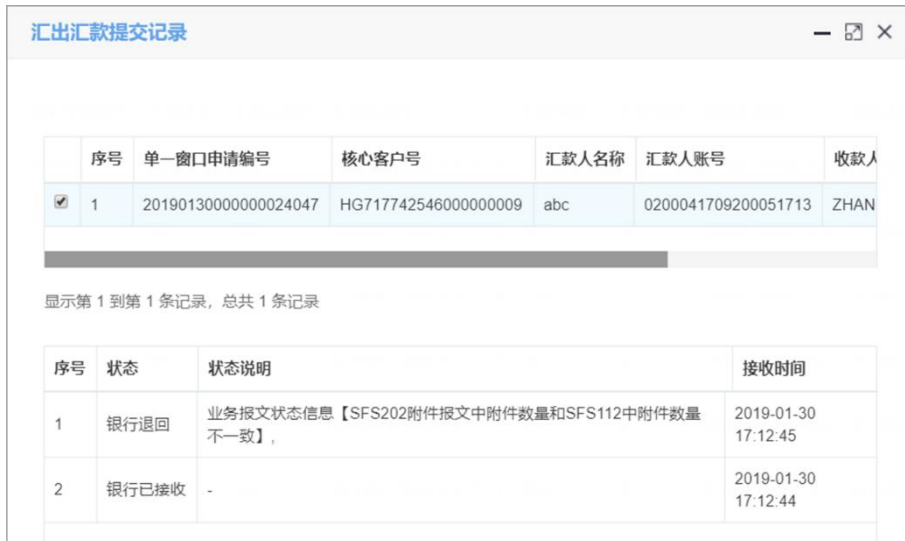 汇出汇款提交记录
序号 单一窗口申请编号 核心客户号 汇款人名称 汇款人账号 收款人
1 20190130000000024047 HG717742546000000009 abc 0200041709200051713 ZHAN
显示第 1 到第 1 条记录，总共 1 条记录
序号 状态 状态说明 接收时间
1 银行退回 业务报文状态信息【SFS202附件报文中附件数量和SFS112中附件数量
不一致】, 2019-01-30
17:12:45
2 银行已接收 - 2019-01-30
17:12:44